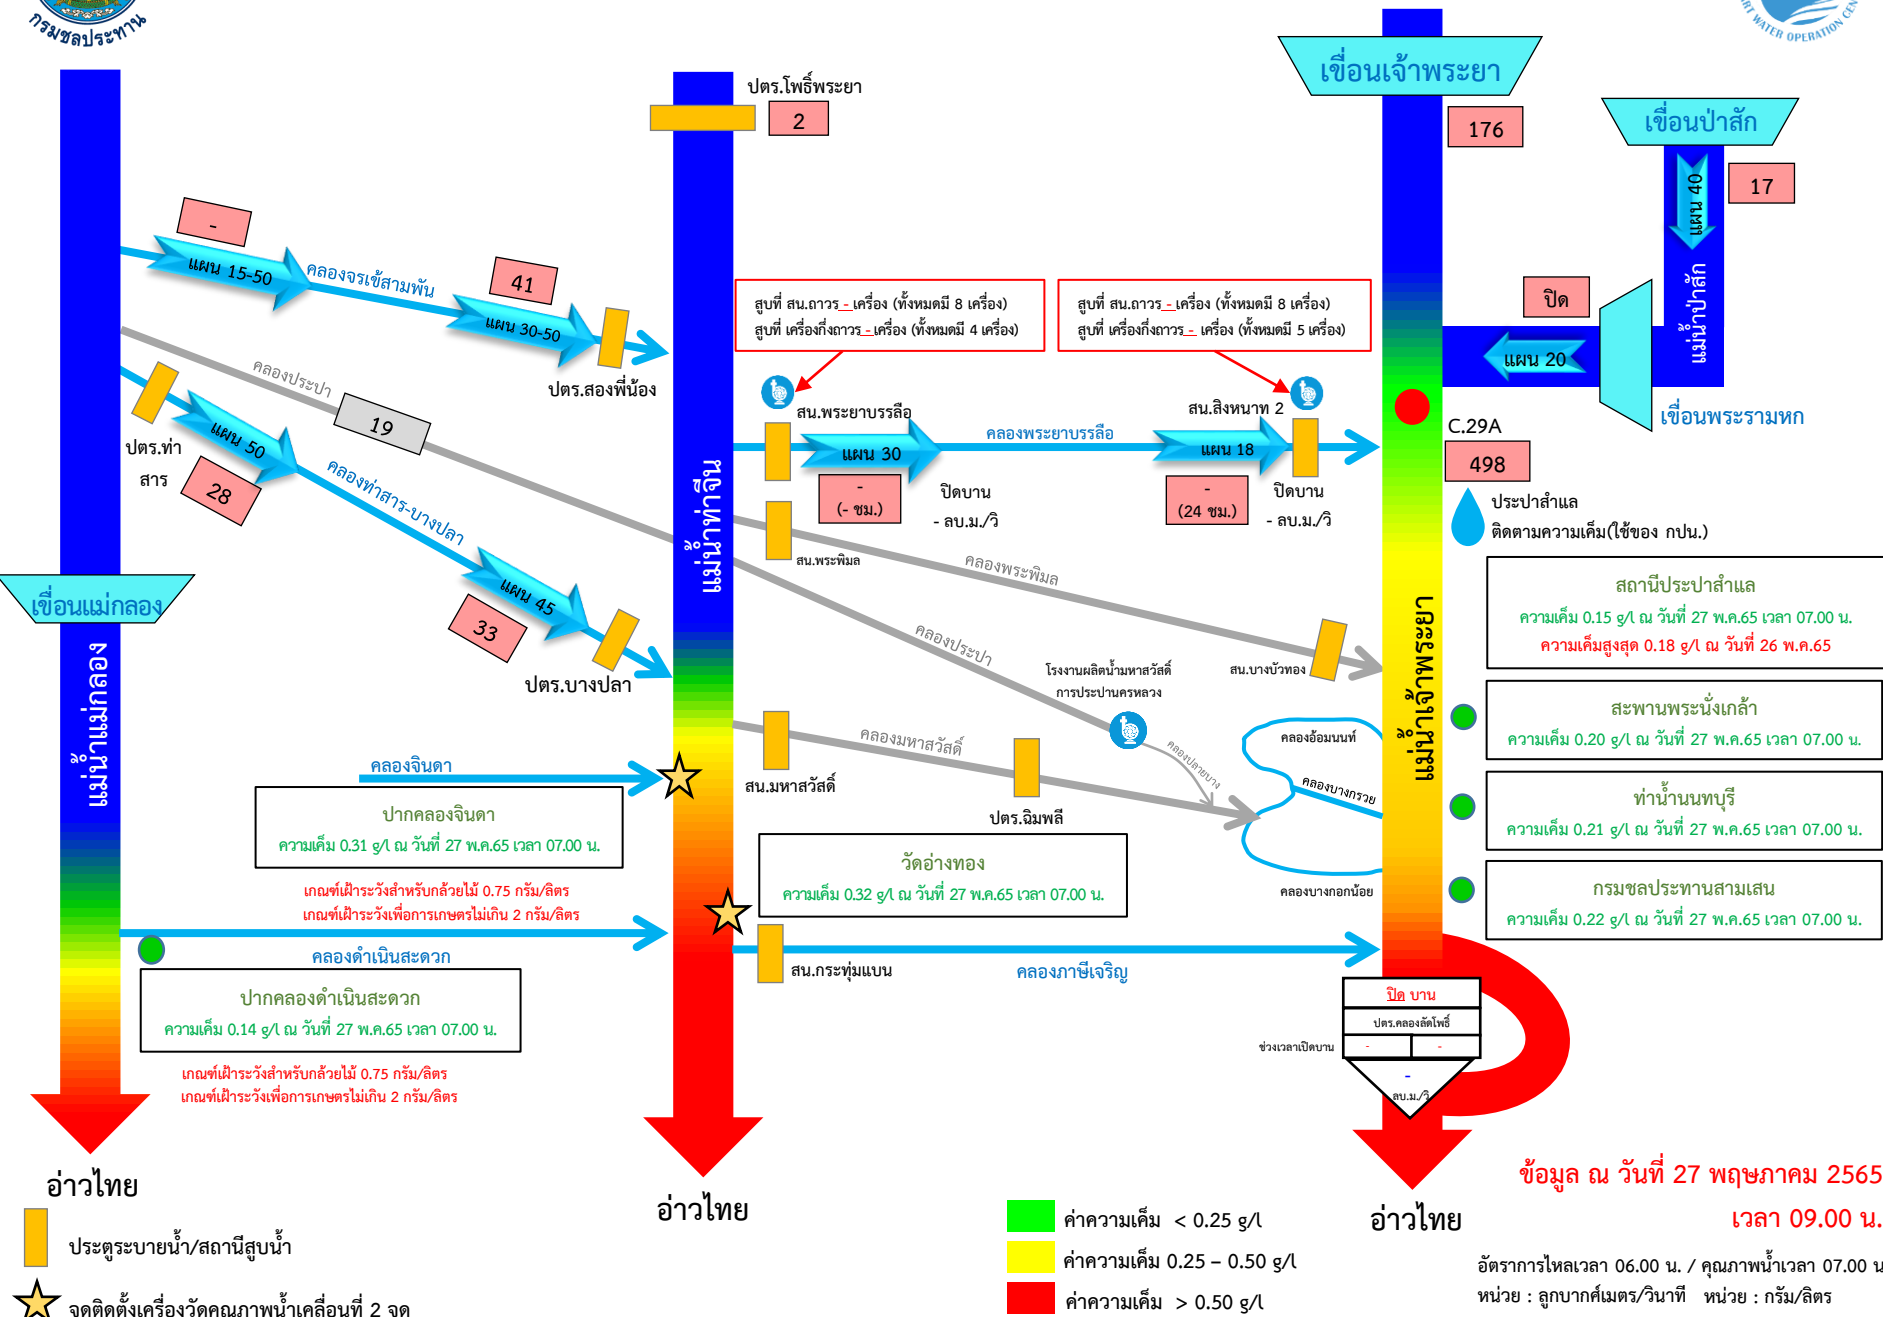 กรมชลประทาน
WATER OPERATION CEN
เขื่อนเจ้าพระยา
176
เขื่อนป่าสัก
17
แผน 40
แม่น้ำป่าสัก
ปตร.โพธิ์พระยา
2
-
แผน 15-50
คลองจรเข้สามพัน
41
แผน 30-50
ปตร.สองพี่น้อง
สูบที่ สน.ถาวร - เครื่อง (ทั้งหมดมี 8 เครื่อง)
สูบที่ เครื่องกึ่งถาวร - เครื่อง (ทั้งหมดมี 4 เครื่อง)
สูบที่ สน.ถาวร - เครื่อง (ทั้งหมดมี 8 เครื่อง)
สูบที่ เครื่องกึ่งถาวร - เครื่อง (ทั้งหมดมี 5 เครื่อง)
ปิด
แผน 20
เขื่อนพระรามหก
คลองประปา
19
ปตร.ท่า
สาร
แผน 50
28
คลองท่าสาร-บางปลา
แผน 45
33
ปตร.บางปลา
สน.พระยาบรรลือ
แผน 30
-
(- ชม.)
ปิดบาน
- ลบ.ม./วิ
คลองพระยาบรรลือ
สน.สิงหนาท 2
แผน 18
-
(24 ชม.)
ปิดบาน
- ลบ.ม./วิ
C.29A
498
ประปาสำแล
ติดตามความเค็ม(ใช้ของ กปน.)
แม่น้ำท่าจีน
สน.พระพิมล
คลองพระพิมล
สน.บางบัวทอง
คลองประปา
โรงงานผลิตน้ำมหาสวัสดิ์
การประปานครหลวง
คลองปลายบาง
แม่น้ำเจ้าพระยา
สถานีประปาสำแล
ความเค็ม 0.15 g/l ณ วันที่ 27 พ.ค.65 เวลา 07.00 น.
ความเค็มสูงสุด 0.18 g/l ณ วันที่ 26 พ.ค.65
สะพานพระนั่งเกล้า
ความเค็ม 0.20 g/l ณ วันที่ 27 พ.ค.65 เวลา 07.00 น.
ท่าน้ำนนทบุรี
ความเค็ม 0.21 g/l ณ วันที่ 27 พ.ค.65 เวลา 07.00 น.
กรมชลประทานสามเสน
ความเค็ม 0.22 g/l ณ วันที่ 27 พ.ค.65 เวลา 07.00 น.
เขื่อนแม่กลอง
แม่น้ำแม่กลอง
คลองมหาสวัสดิ์
สน.มหาสวัสดิ์
ปตร.ฉิมพลี
คลองอ้อมนนท์
คลองบางกรวย
คลองบางกอกน้อย
คลองจินดา
ปากคลองจินดา
ความเค็ม 0.31 g/l ณ วันที่ 27 พ.ค.65 เวลา 07.00 น.
เกณฑ์เฝ้าระวังสำหรับกล้วยไม้ 0.75 กรัม/ลิตร
เกณฑ์เฝ้าระวังเพื่อการเกษตรไม่เกิน 2 กรัม/ลิตร
วัดอ่างทอง
ความเค็ม 0.32 g/l ณ วันที่ 27 พ.ค.65 เวลา 07.00 น.
คลองดำเนินสะดวก
ปากคลองดำเนินสะดวก
ความเค็ม 0.14 g/l ณ วันที่ 27 พ.ค.65 เวลา 07.00 น.
เกณฑ์เฝ้าระวังสำหรับกล้วยไม้ 0.75 กรัม/ลิตร
เกณฑ์เฝ้าระวังเพื่อการเกษตรไม่เกิน 2 กรัม/ลิตร
สน.กระทุ่มแบน
คลองภาษีเจริญ
ปิด บาน
ปตร.คลองลัดโพธิ์
ช่วงเวลาเปิดบาน
- -
-
ลบ.ม./วิ
อ่าวไทย
อ่าวไทย
อ่าวไทย
ประตูระบายน้ำ/สถานีสูบน้ำ
จุดติดตั้งเครื่องวัดคุณภาพน้ำเคลื่อนที่ 2 จุด
ค่าความเค็ม < 0.25 g/l
ค่าความเค็ม 0.25 – 0.50 g/l
ค่าความเค็ม > 0.50 g/l
ข้อมูล ณ วันที่ 27 พฤษภาคม 2565
เวลา 09.00 น.
อัตราการไหลเวลา 06.00 น. / คุณภาพน้ำเวลา 07.00 น
หน่วย : ลูกบาศก์เมตร/วินาที หน่วย : กรัม/ลิตร